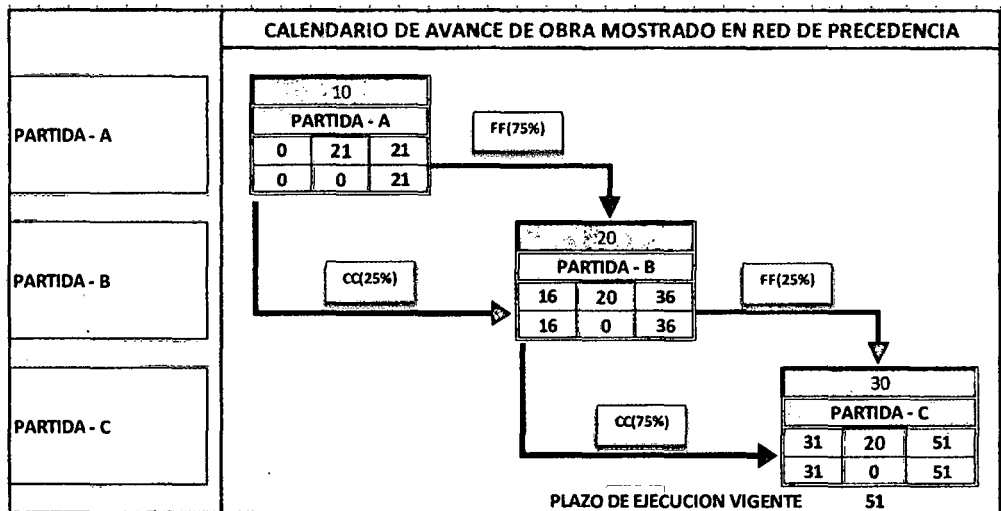 CALENDARIO DE AVANCE DE OBRA MOSTRADO EN RED DE PRECEDENCIA
PARTIDA - A
10
PARTIDA - A
0 21 21
0 0 21
FF(75%)
PARTIDA - B
CC(25%)
20
PARTIDA - B
16 20 36
16 0 36
FF(25%)
PARTIDA - C
CC(75%)
30
PARTIDA - C
31 20 51
31 0 51
PLAZO DE EJECUCION VIGENTE 51